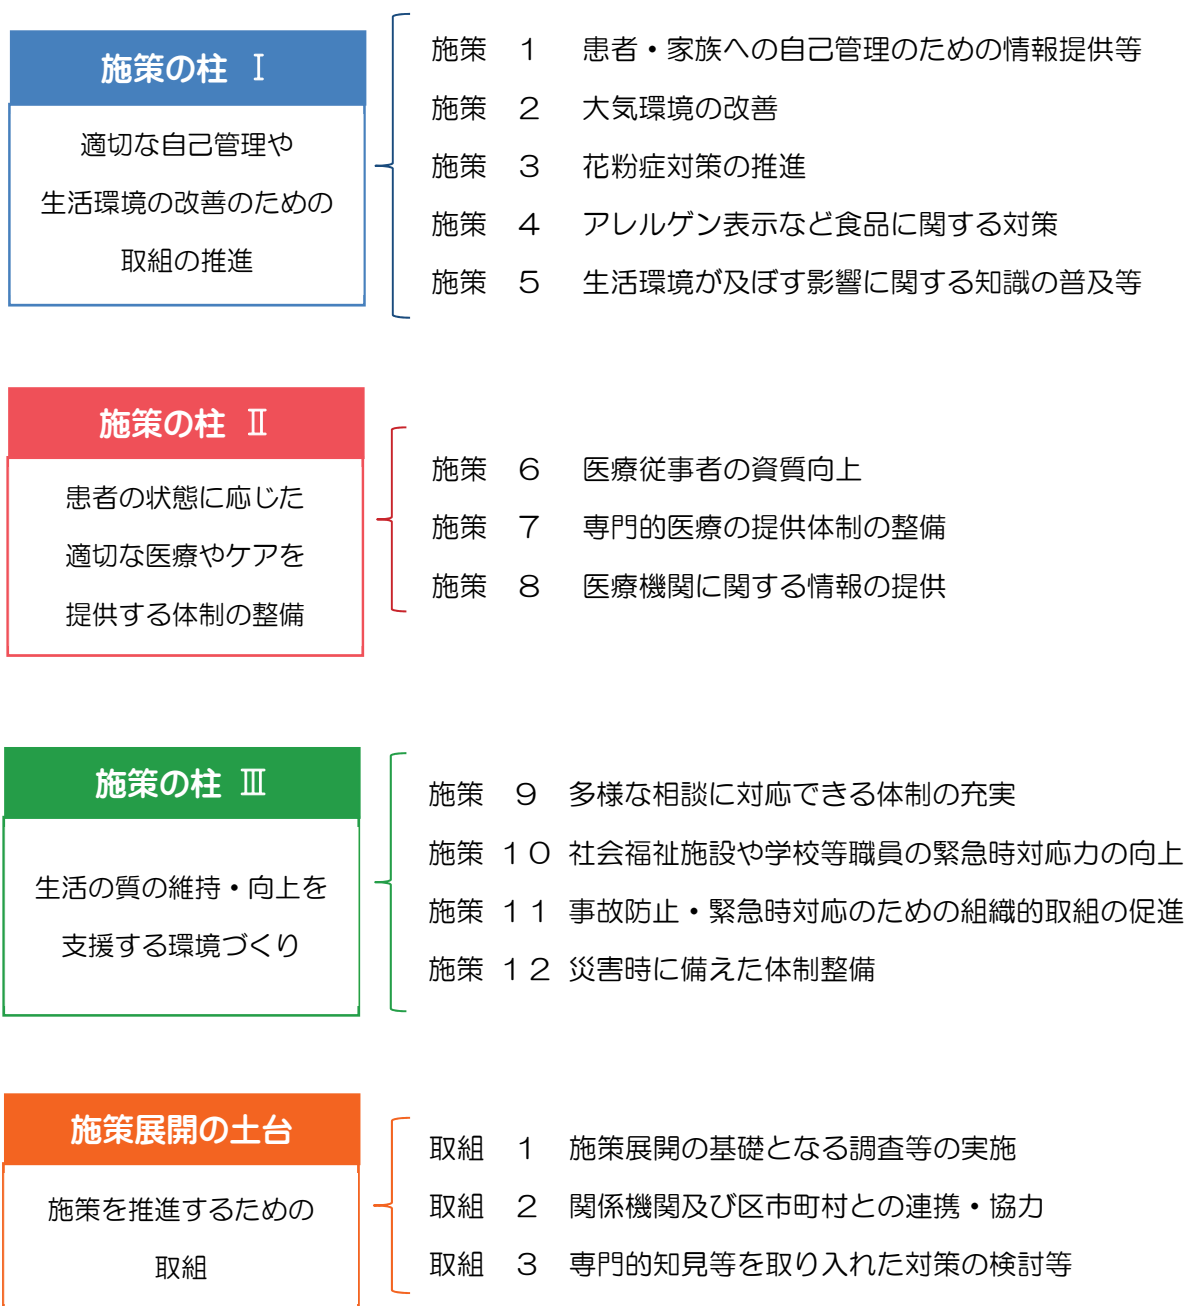 施策の柱 Ⅰ
適切な自己管理や
生活環境の改善のための
取組の推進
施策 1 患者・家族への自己管理のための情報提供等
施策 2 大気環境の改善
施策 3 花粉症対策の推進
施策 4 アレルゲン表示など食品に関する対策
施策 5 生活環境が及ぼす影響に関する知識の普及等
施策の柱 Ⅱ
患者の状態に応じた
適切な医療やケアを
提供する体制の整備
施策 6 医療従事者の資質向上
施策 7 専門的医療の提供体制の整備
施策 8 医療機関に関する情報の提供
施策の柱 Ⅲ
生活の質の維持・向上を
支援する環境づくり
施策 9 多様な相談に対応できる体制の充実
施策 10 社会福祉施設や学校等職員の緊急時対応力の向上
施策 11 事故防止・緊急時対応のための組織的取組の促進
施策 12 災害時に備えた体制整備
施策展開の土台
施策を推進するための
取組
取組 1 施策展開の基礎となる調査等の実施
取組 2 関係機関及び区市町村との連携・協力
取組 3 専門的知見等を取り入れた対策の検討等